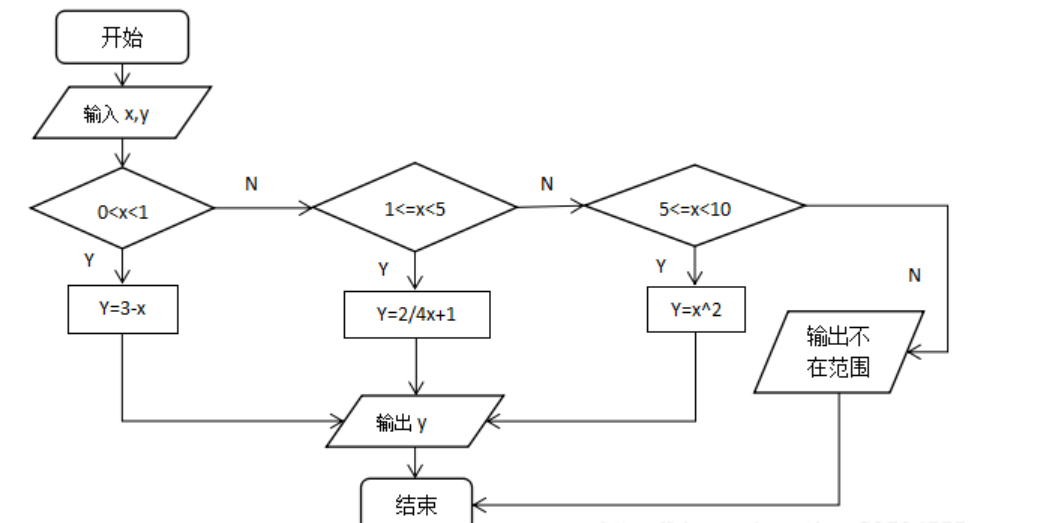 开始
输入 x,y
0<x<1
N
1<=x<5
N
5<=x<10
N
Y
Y
Y
Y=3-x
Y=2/4x+1
Y=x^2
输出不
在范围
输出 y
结束